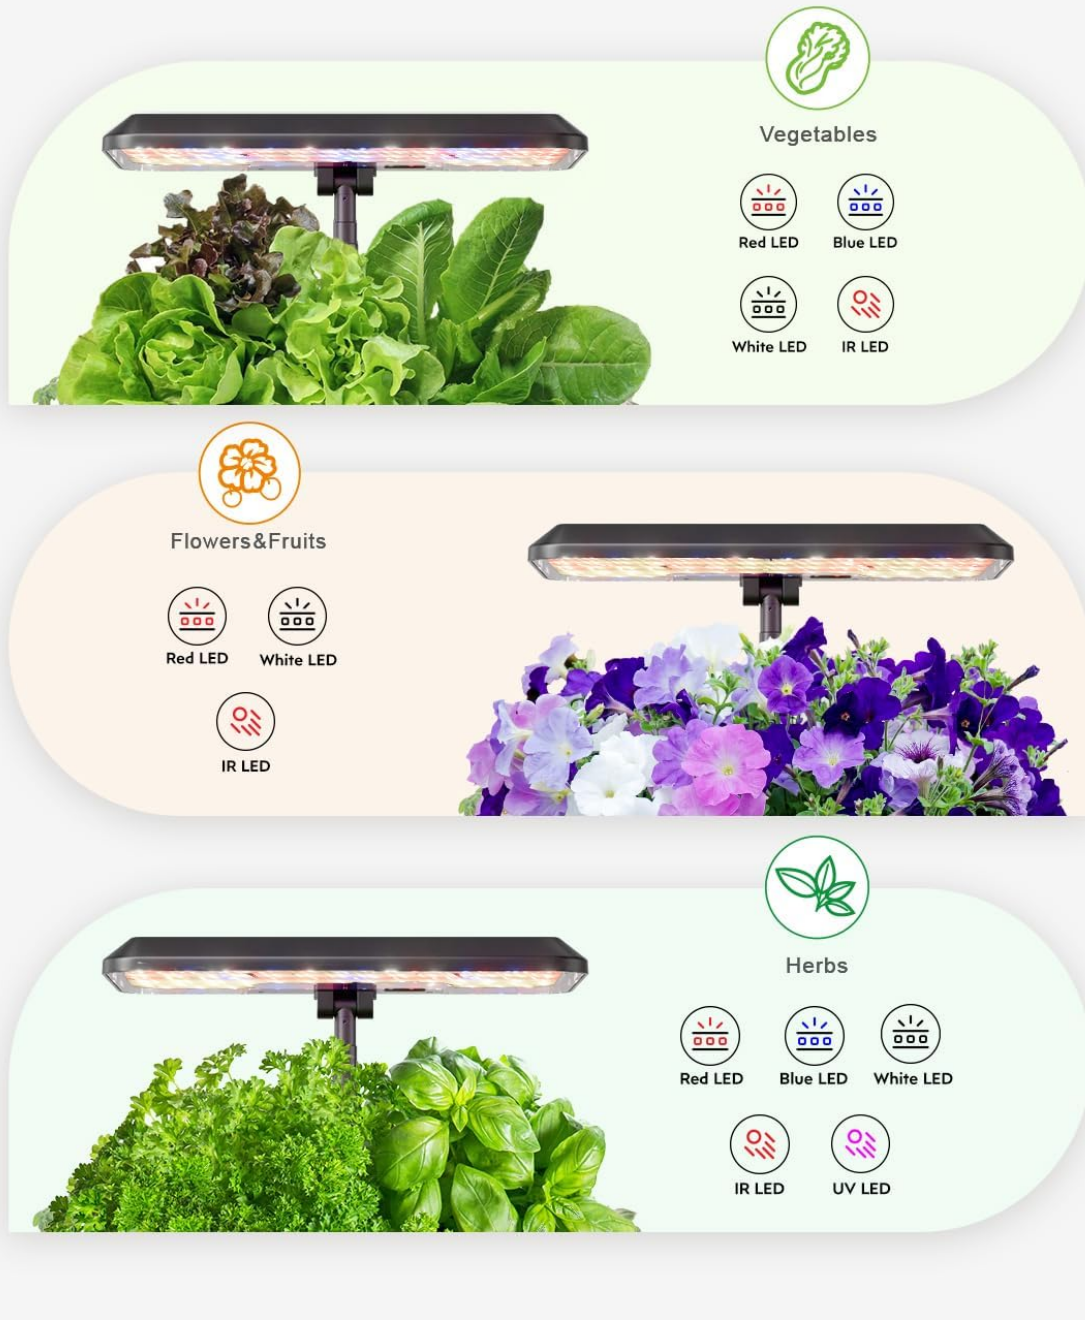 Vegetables
Red LED Blue LED
White LED IR LED
Flowers&Fruits
Red LED White LED
IR LED
Herbs
Red LED Blue LED White LED
IR LED UV LED